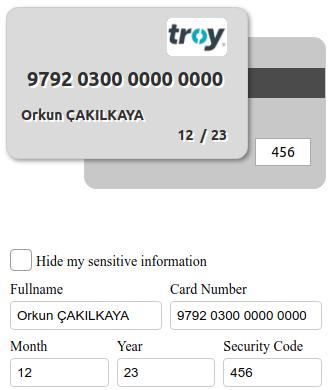 troy
9792 0300 0000 0000
Orkun ÇAKILKAYA
12 / 23
456
Hide my sensitive information
Fullname Card Number
Orkun ÇAKILKAYA 9792 0300 0000 0000
Month Year Security Code
12 23 456